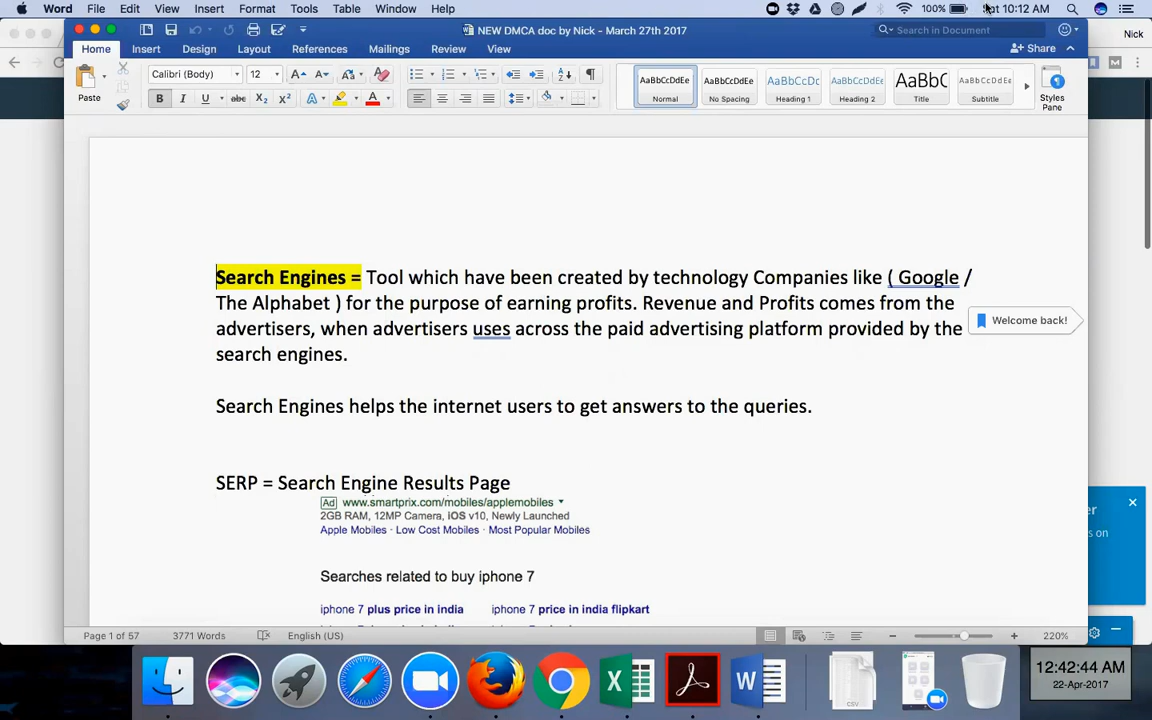 Word File Edit View Insert Format Tools Table Window Help 100% Sat 10:12 AM
NEW DMCA doc by Nick - March 27th 2017
Search in Document
Nick
Home Insert Design Layout References Mailings Review View
Share
Paste
Calibri (Body) 12
B I U abc X2 X2
AaBbCcDdEe AaBbCcDdEe AaBbCcDc AaBbCcDdEe AaBbC AaBbCcDdEe
Normal No Spacing Heading 1 Heading 2 Title Subtitle
Styles
Pane
Search Engines = Tool which have been created by technology Companies like ( Google /
The Alphabet ) for the purpose of earning profits. Revenue and Profits comes from the
advertisers, when advertisers uses across the paid advertising platform provided by the
search engines.
Welcome back!
Search Engines helps the internet users to get answers to the queries.
SERP = Search Engine Results Page
Ad www.smartprix.com/mobiles/applemobiles
2GB RAM, 12MP Camera, iOS v10, Newly Launched
Apple Mobiles · Low Cost Mobiles · Most Popular Mobiles
Searches related to buy iphone 7
iphone 7 plus price in india iphone 7 price in india flipkart
er
s on
Page 1 of 57 3771 Words English (US) 220%
CSV
12:42:44 AM
22-Apr-2017